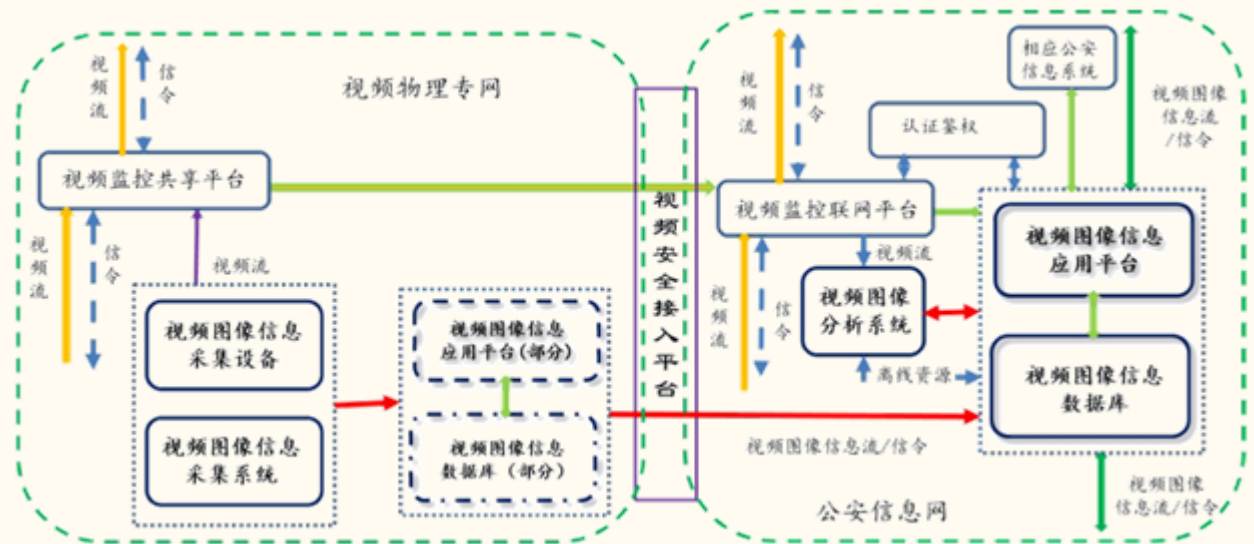 视频流
信令
视频物理专网
视频监控共享平台
视频流
信令
视频流
视频图像信息
采集设备
视频图像信息
采集系统
视频图像信息
应用平台(部分)
视频图像信息
数据库（部分）
视频安全接入平台
视频流
信令
相应公安
信息系统
视频图像
信息流
/信令
认证鉴权
视频监控联网平台
视频流
视频流
信令
视频图像
分析系统
离线资源
视频图像信息
应用平台
视频图像信息
数据库
视频图像信息流/信令
公安信息网
视频图像
信息流/信令